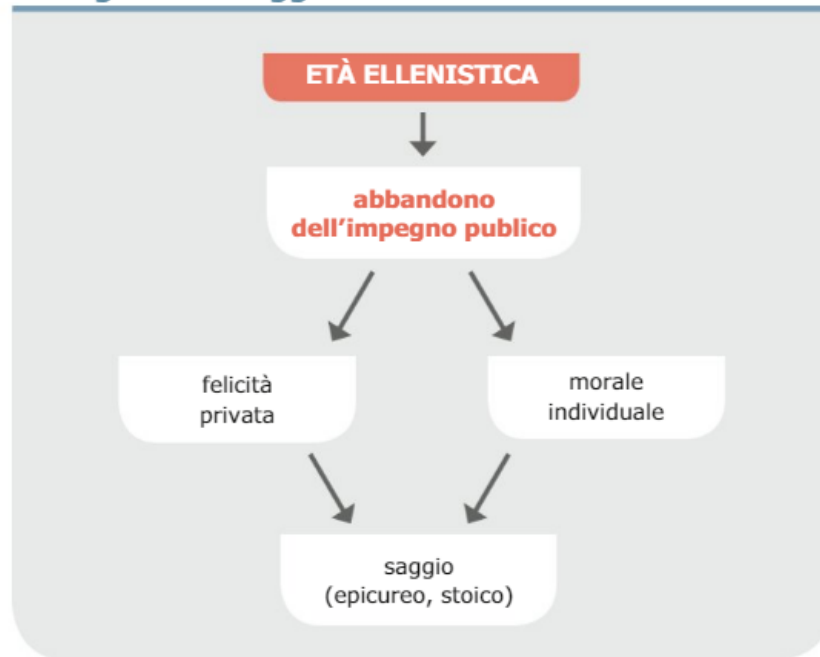 ETÀ ELLENISTICA
abbandono
dell'impegno publico
felicità
privata
morale
individuale
saggio
(epicureo, stoico)